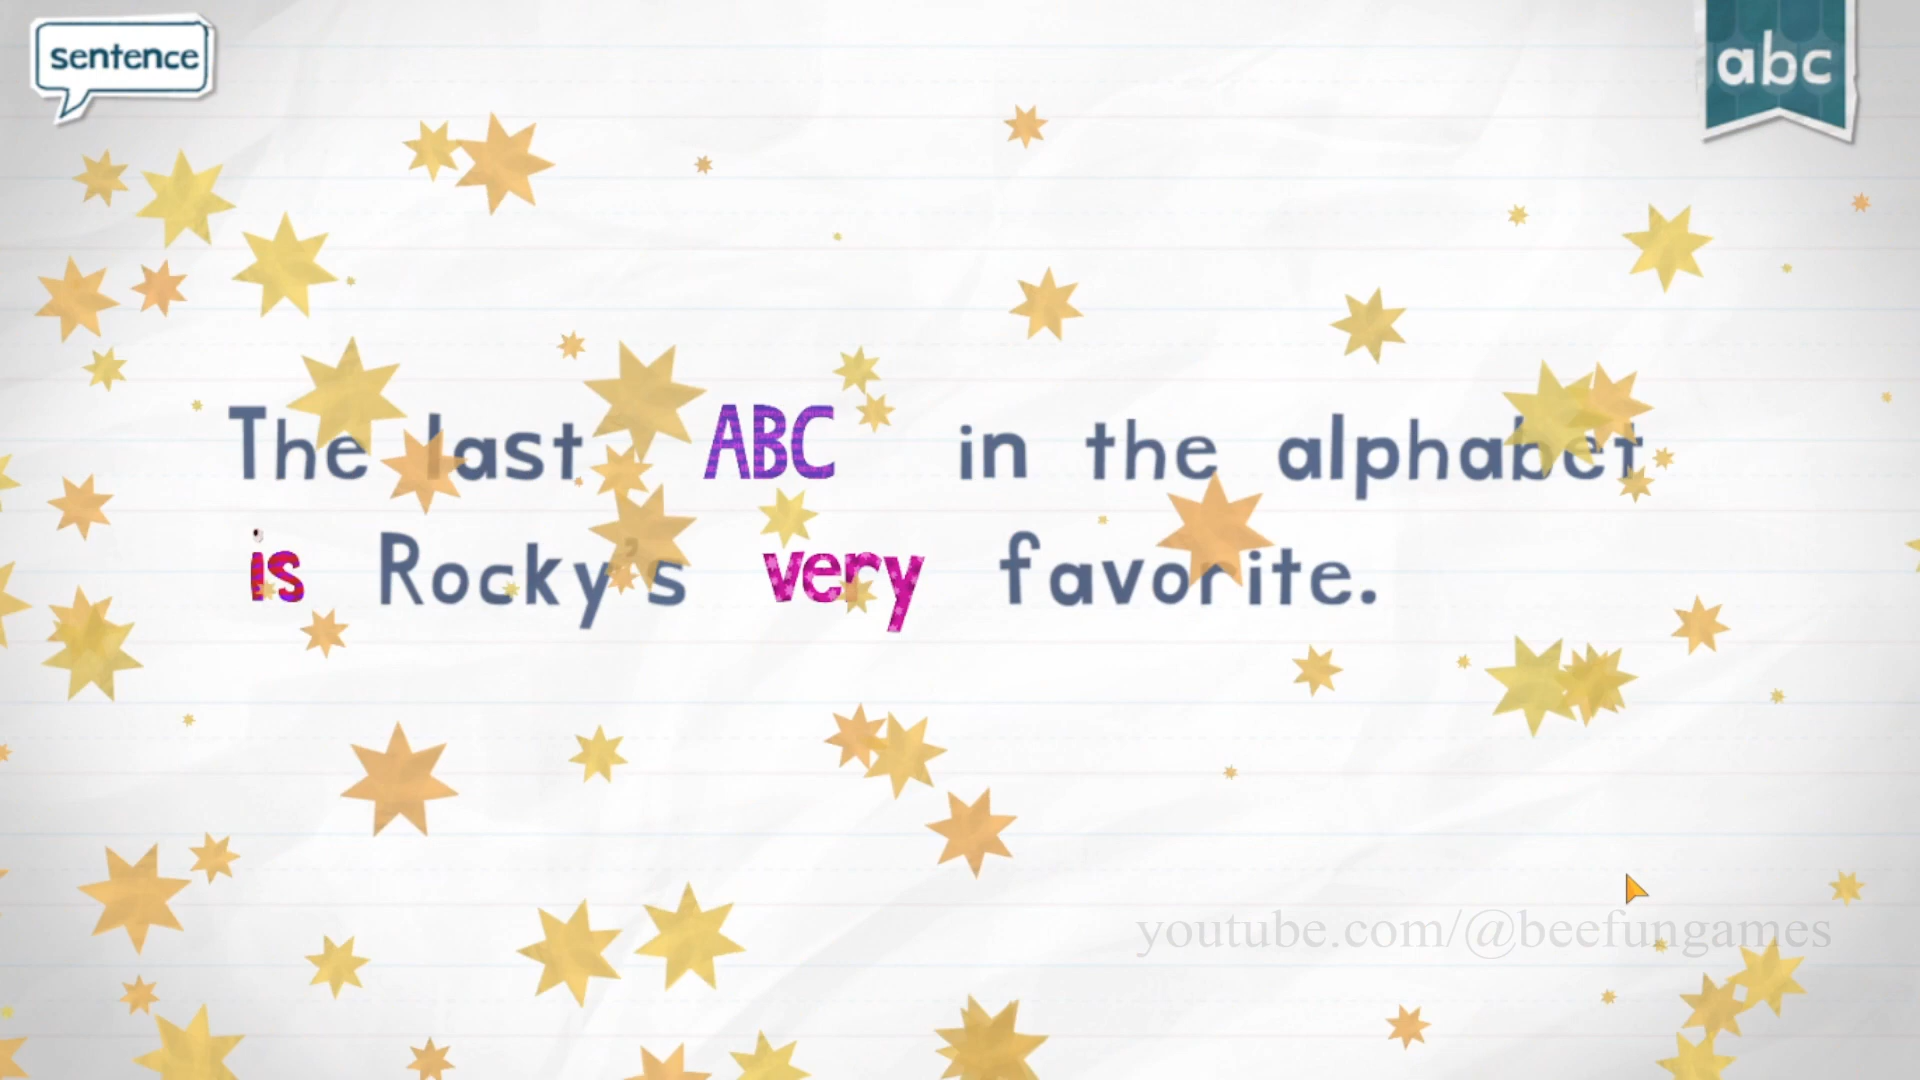 sentence
abc
The last ABC in the alphabet
is Rocky's very favorite.
youtube.com/@beefungames